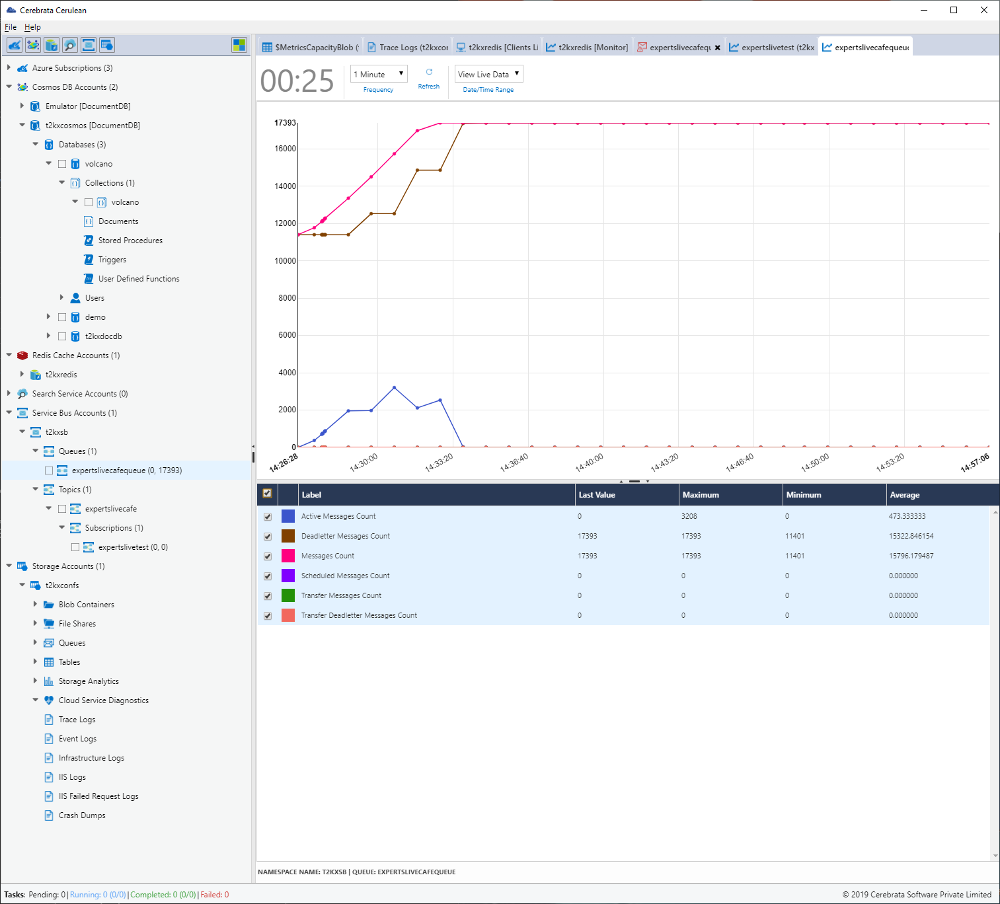 Cerebrata Cerulean
File Help
Azure Subscriptions (3)
Cosmos DB Accounts (2)
Emulator [DocumentDB]
t2kxcosmos [DocumentDB]
Databases (3)
volcano
Collections (1)
volcano
Documents
Stored Procedures
Triggers
User Defined Functions
Users
demo
t2kxdocdb
Redis Cache Accounts (1)
t2kxredis
Search Service Accounts (0)
Service Bus Accounts (1)
t2kxsb
Queues (1)
expertslivecafequeue (0, 17393)
Topics (1)
expertslivecafe
Subscriptions (1)
expertslivetest (0, 0)
Storage Accounts (1)
t2kxconfs
Blob Containers
File Shares
Queues
Tables
Storage Analytics
Cloud Service Diagnostics
Trace Logs
Event Logs
Infrastructure Logs
IIS Logs
IIS Failed Request Logs
Crash Dumps
$MetricsCapacityBlob ( Trace Logs (t2kxcor t2kxredis [Clients Li t2kxredis [Monitor] expertslivecafequ expertslivetest (t2kx expertslivecafequeue
00:25 1 Minute View Live Data
Frequency Refresh Date/Time Range
17393
16000
14000
12000
10000
8000
6000
4000
2000
0
14:26:28 14:30:00 14:33:20 14:36:40 14:40:00 14:43:20 14:46:40 14:50:00 14:53:20 14:57:06
Label Last Value Maximum Minimum Average
Active Messages Count 0 3208 0 473.333333
Deadletter Messages Count 17393 17393 11401 15322.846154
Messages Count 17393 17393 11401 15796.179487
Scheduled Messages Count 0 0 0 0.000000
Transfer Messages Count 0 0 0 0.000000
Transfer Deadletter Messages Count 0 0 0 0.000000
NAMESPACE NAME: T2KXSB | QUEUE: EXPERTSLIVECAFEQUEUE
Tasks: Pending: 0 | Running: 0 (0/0) | Completed: 0 (0/0) | Failed: 0 © 2019 Cerebrata Software Private Limited